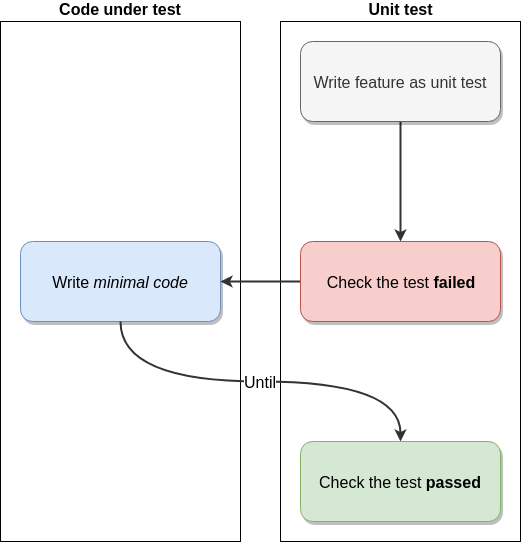 Code under test
Unit test
Write feature as unit test
Write minimal code
Check the test failed
Until
Check the test passed